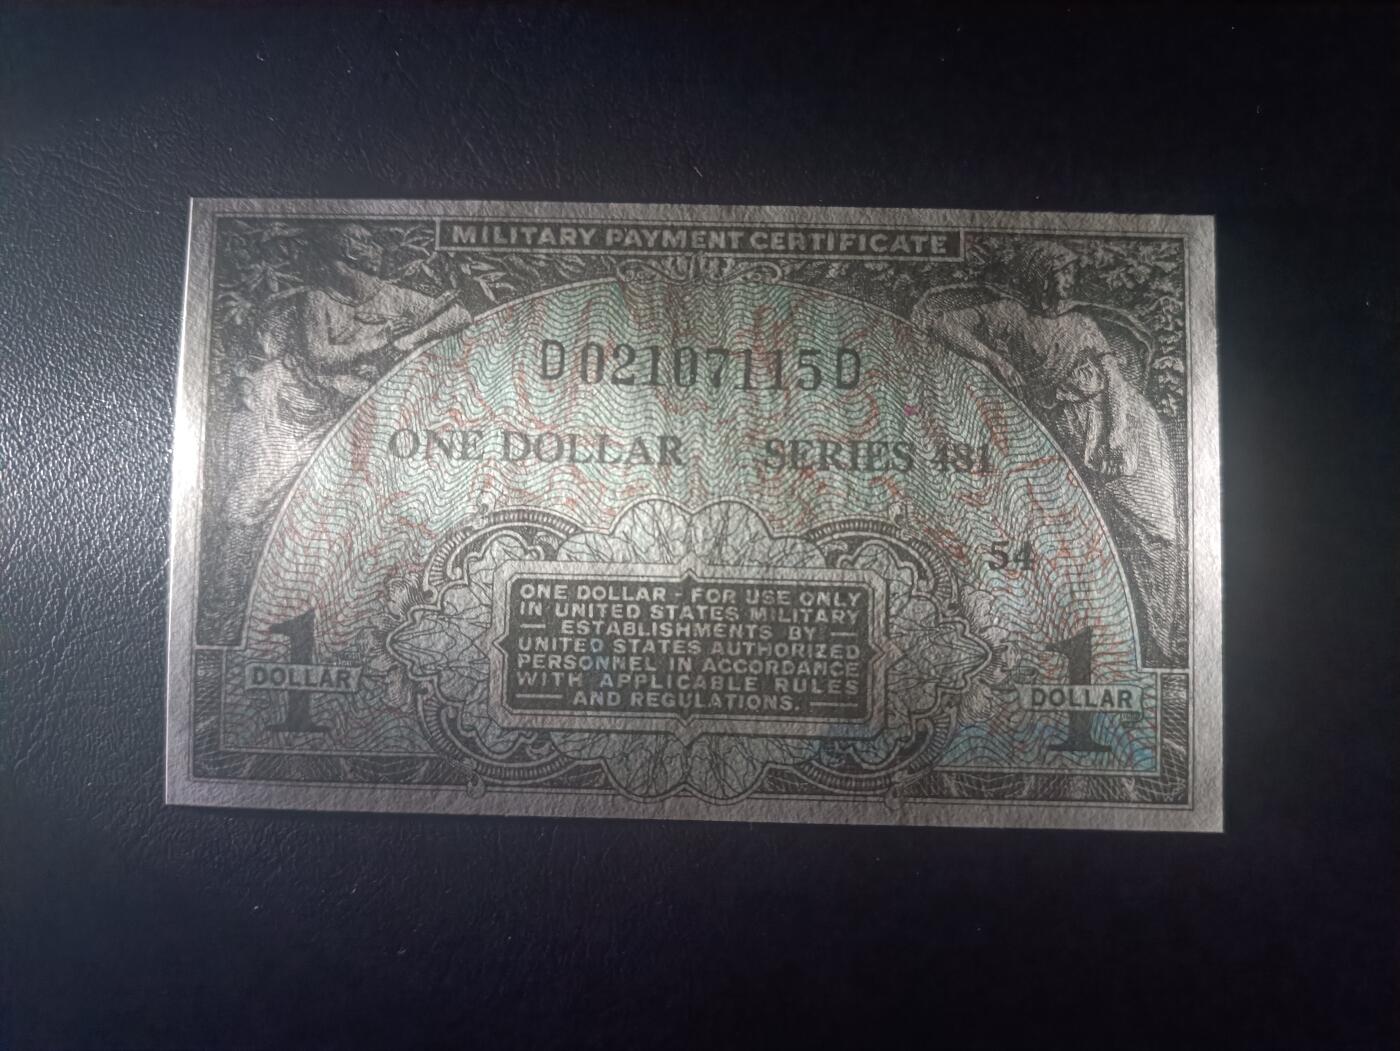 MILITARY PAYMENT CERTIFICATE
D02107115D
ONE DOLLAR SERIES 481
54
1 DOLLAR
ONE DOLLAR - FOR USE ONLY
IN UNITED STATES MILITARY
ESTABLISHMENTS BY
UNITED STATES AUTHORIZED
PERSONNEL IN ACCORDANCE
WITH APPLICABLE RULES
AND REGULATIONS.
1 DOLLAR